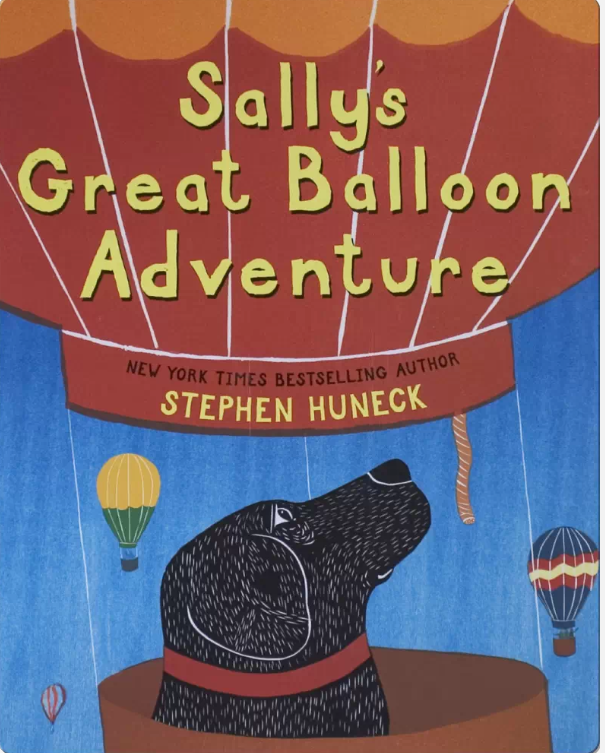 Sally's
Great Balloon
Adventure
NEW YORK TIMES BESTSELLING AUTHOR
STEPHEN HUNECK